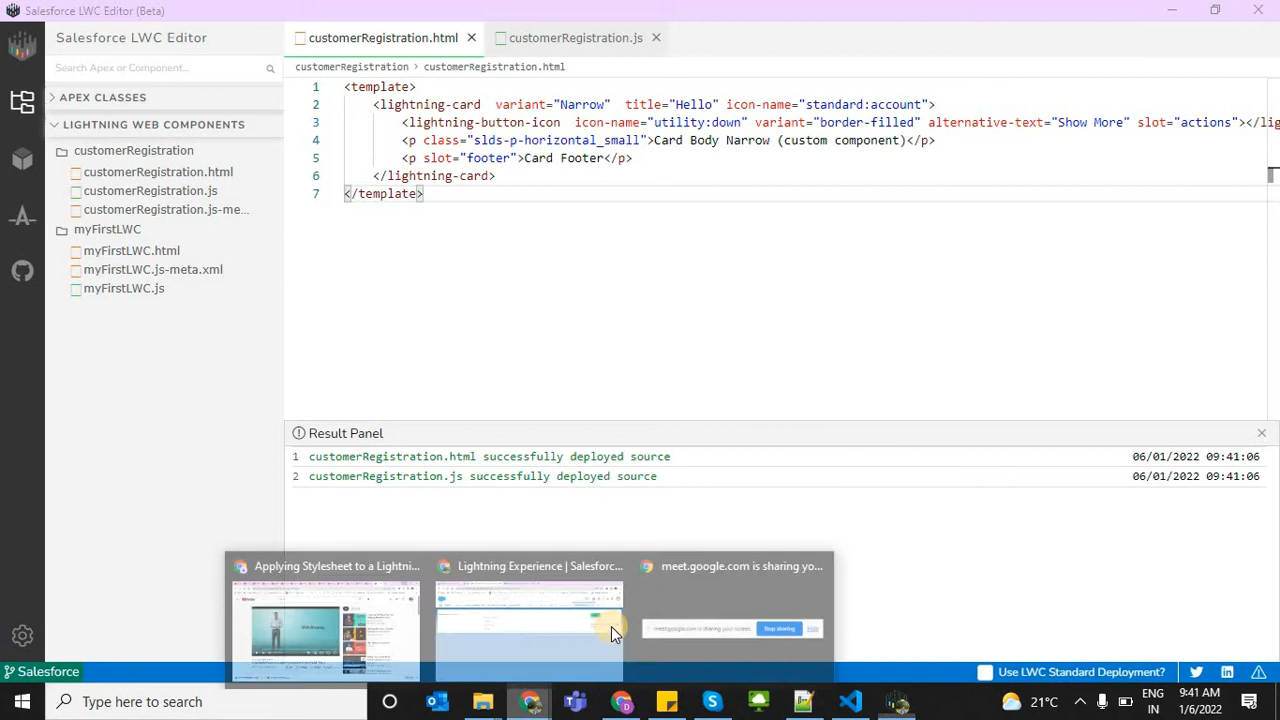 Salesforce LWC Editor (Beta)
Salesforce LWC Editor
customerRegistration.html
customerRegistration.js
Search Apex or Component...
customerRegistration > customerRegistration.html
APEX CLASSES
LIGHTNING WEB COMPONENTS
customerRegistration
customerRegistration.html
customerRegistration.js
customerRegistration.js-me...
myFirstLWC
myFirstLWC.html
myFirstLWC.js-meta.xml
myFirstLWC.js
1 <template>
2 <lightning-card variant="Narrow" title="Hello" icon-name="standard:account">
3 <lightning-button-icon icon-name="utility:down" variant="border-filled" alternative-text="Show More" slot="actions"></lig
4 <p class="slds-p-horizontal_small">Card Body Narrow (custom component)</p>
5 <p slot="footer">Card Footer</p>
6 </lightning-card>
7 </template>
Result Panel
1 customerRegistration.html successfully deployed source 06/01/2022 09:41:06
2 customerRegistration.js successfully deployed source 06/01/2022 09:41:06
Applying Stylesheet to a Lightni...
Lightning Experience | Salesforc...
meet.google.com is sharing yo...
meet.google.com is sharing your screen.
Stop sharing
Salesforce
Use LWC Standard Deployment?
Type here to search
21°C
ENG
IN
9:41 AM
1/6/2022